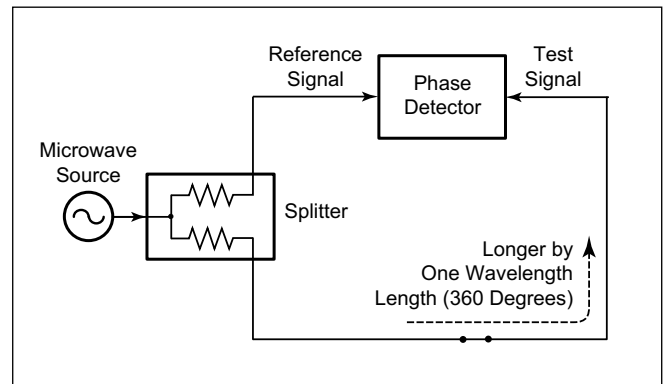 Reference
Signal
Phase
Detector
Test
Signal
Microwave
Source
Splitter
Longer by
One Wavelength
Length (360 Degrees)